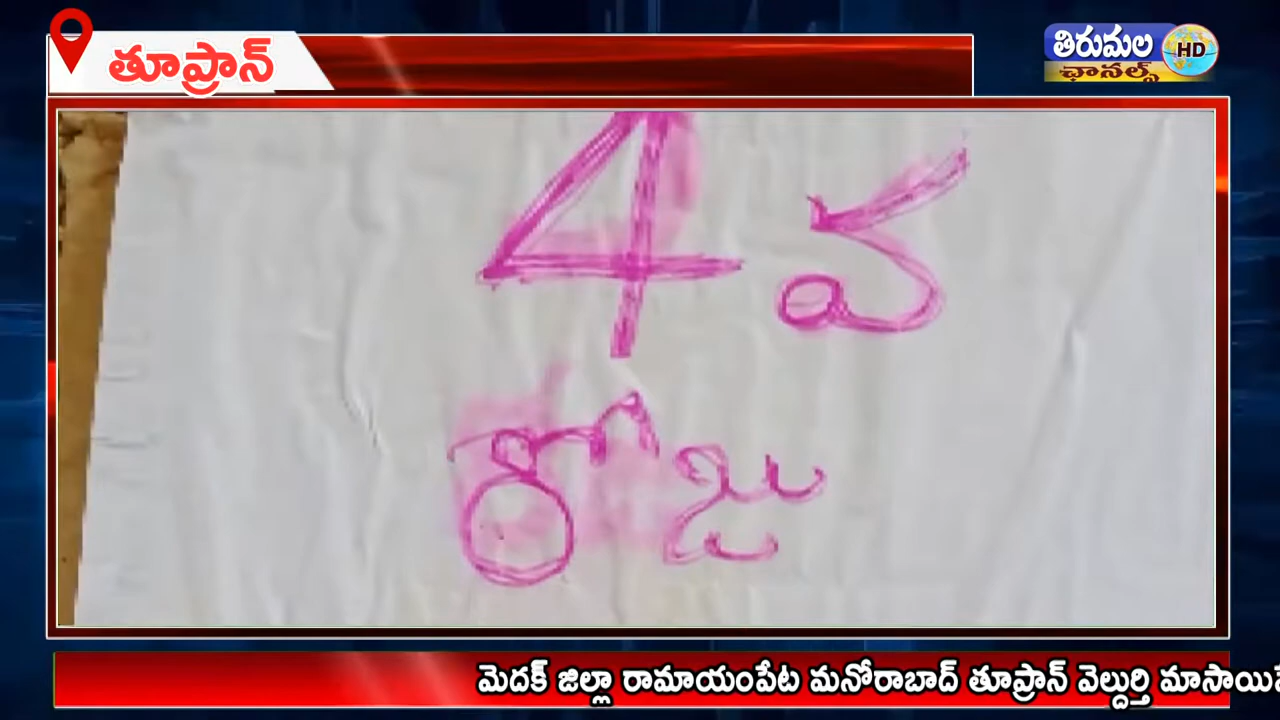 తూప్రాన్
తిరుమల
HD
ఛానల్స్
4 వ
రోజు
మెదక్ జిల్లా రామాయంపేట మనోరాబాద్ తూప్రాన్ వెల్దుర్తి